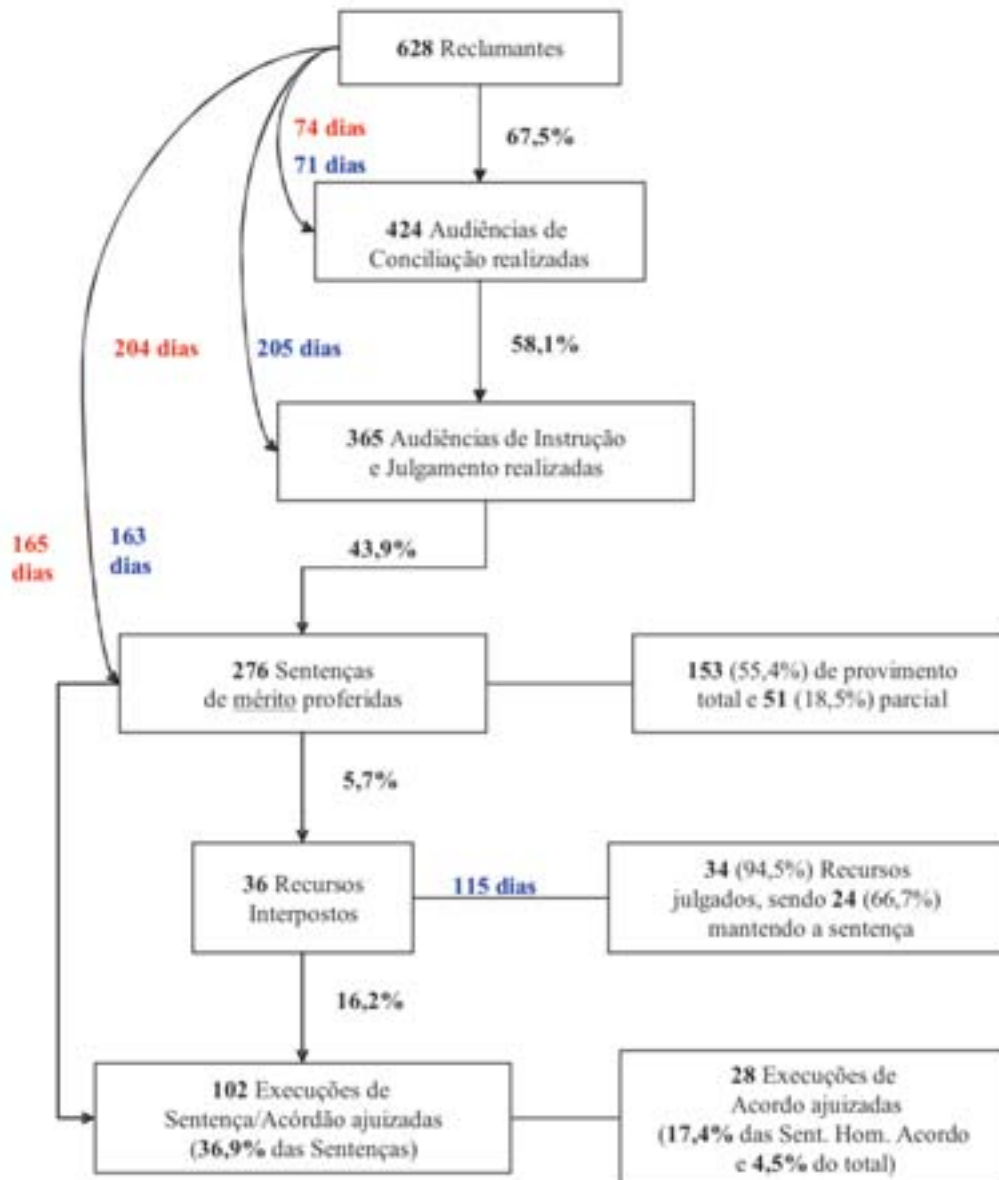 628 Reclamantes
74 dias
71 dias
67,5%
424 Audiências de
Conciliação realizadas
204 dias
205 dias
58,1%
365 Audiências de Instrução
e Julgamento realizadas
165
dias
163
dias
43,9%
276 Sentenças
de mérito proferidas
153 (55,4%) de provimento
total e 51 (18,5%) parcial
5,7%
36 Recursos
Interpostos
115 dias
34 (94,5%) Recursos
julgados, sendo 24 (66,7%)
mantendo a sentença
16,2%
102 Execuções de
Sentença/Acórdão ajuizadas
(36,9% das Sentenças)
28 Execuções de
Acordo ajuizadas
(17,4% das Sent. Hom. Acordo
e 4,5% do total)